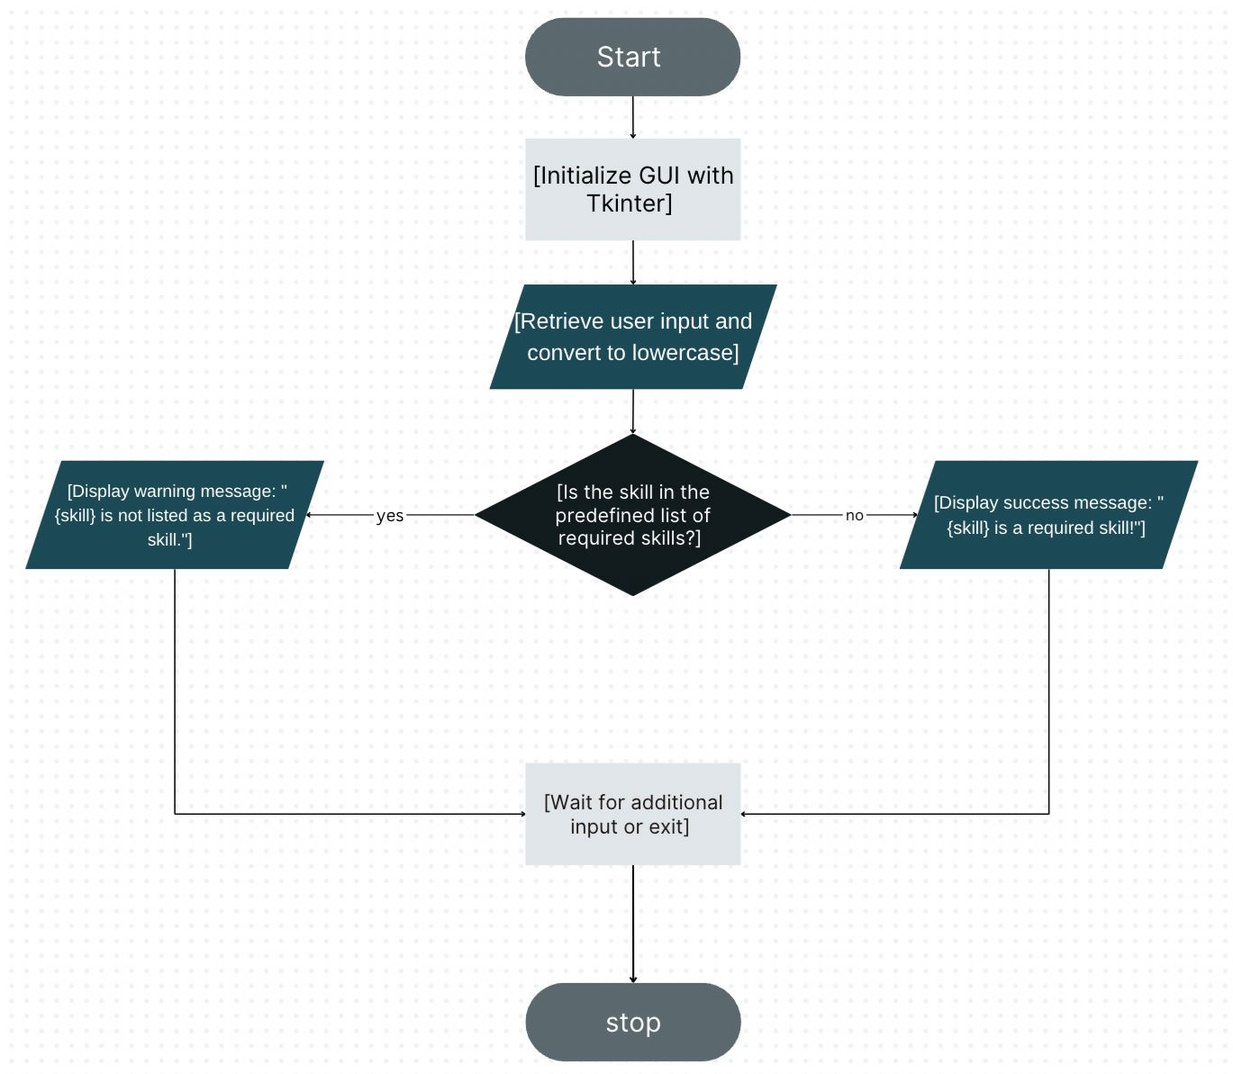 Start
[Initialize GUI with
Tkinter]
[Retrieve user input and
convert to lowercase]
[Is the skill in the
predefined list of
required skills?]
yes
[Display warning message: "
{skill} is not listed as a required
skill."]
no
[Display success message: "
{skill} is a required skill!"]
[Wait for additional
input or exit]
stop